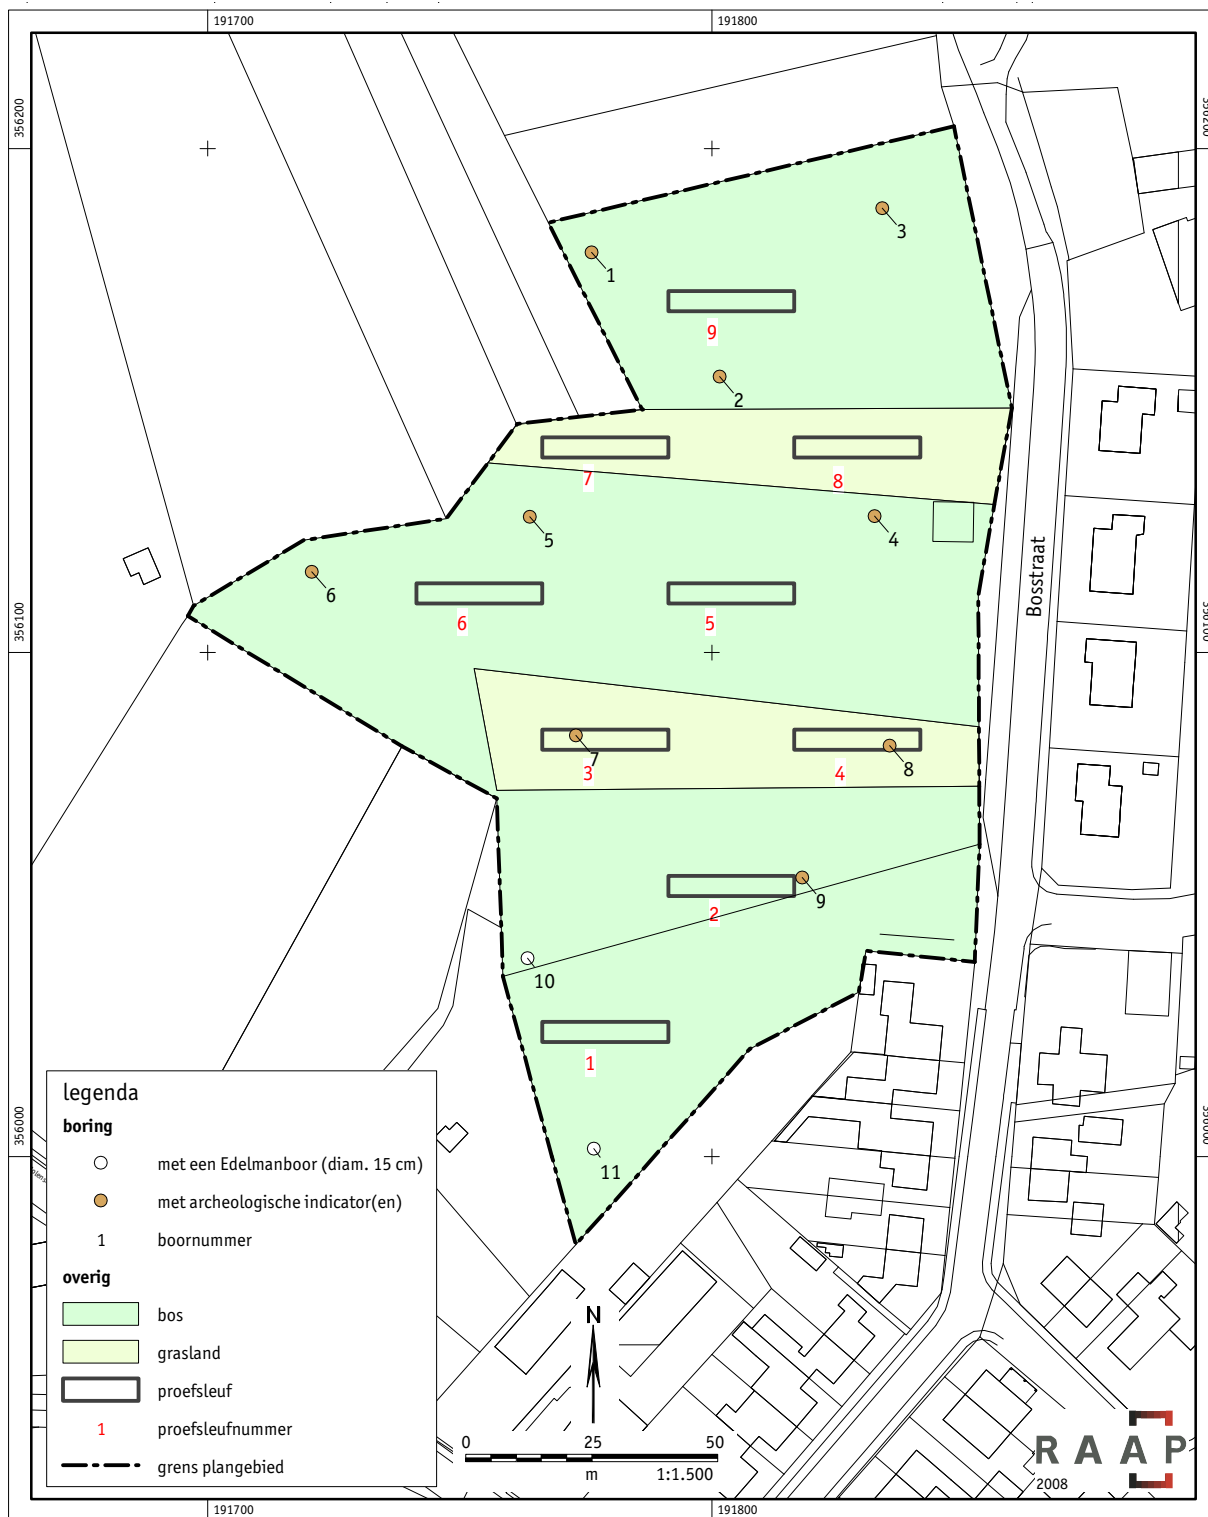 191700
191800
356200
356200
3
1
9
2
7
8
5
4
6
6
5
Bosstraat
356100
356100
7
8
3
4
9
2
10
1
11
356000
356000
legenda
boring
met een Edelmanboor (diam. 15 cm)
met archeologische indicator(en)
1 boornummer
overig
bos
grasland
proefsleuf
1 proefsleufnummer
grens plangebied
N
0 25 50
m 1:1.500
RAAP
2008
191700
191800